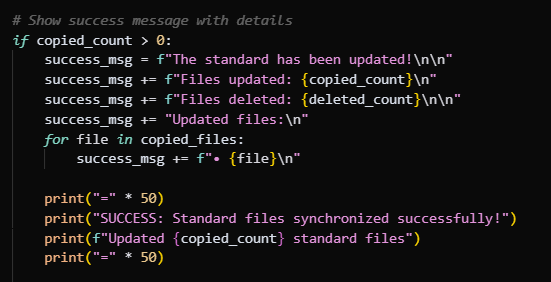 # Show success message with details
if copied_count > 0:
    success_msg = f"The standard has been updated!\n\n"
    success_msg += f"Files updated: {copied_count}\n"
    success_msg += f"Files deleted: {deleted_count}\n\n"
    success_msg += "Updated files:\n"
    for file in copied_files:
        success_msg += f"• {file}\n"

    print("=" * 50)
    print("SUCCESS: Standard files synchronized successfully!")
    print(f"Updated {copied_count} standard files")
    print("=" * 50)